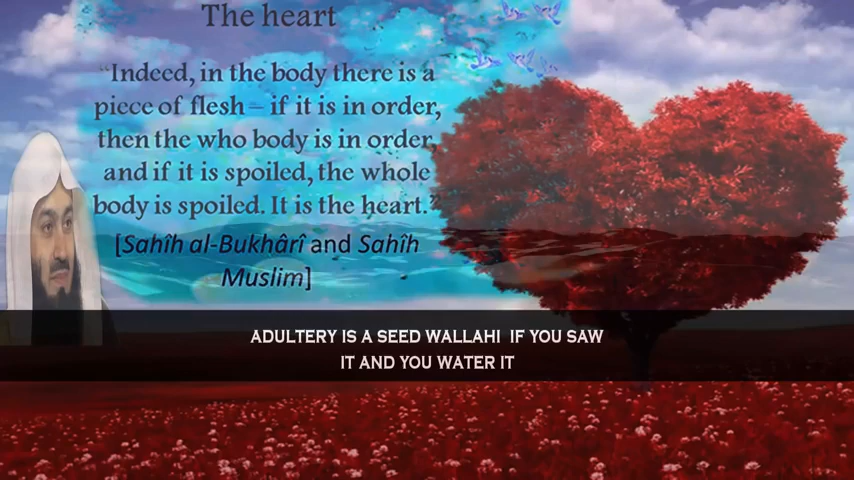 The heart
“Indeed, in the body there is a
piece of flesh – if it is in order,
then the who body is in order,
and if it is spoiled, the whole
body is spoiled. It is the heart.”
[Sahîh al-Bukhârî and Sahîh
Muslim]
ADULTERY IS A SEED WALLAHI IF YOU SAW
IT AND YOU WATER IT